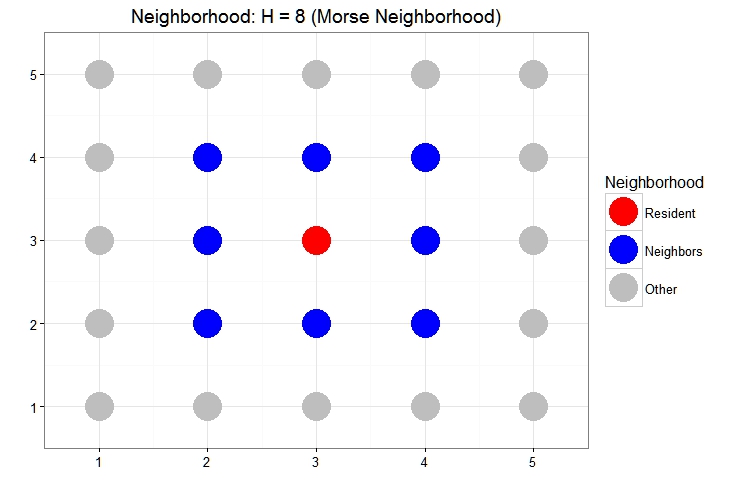 Neighborhood: H = 8 (Morse Neighborhood)
5
4
3
2
1
1 2 3 4 5
Neighborhood
Resident
Neighbors
Other